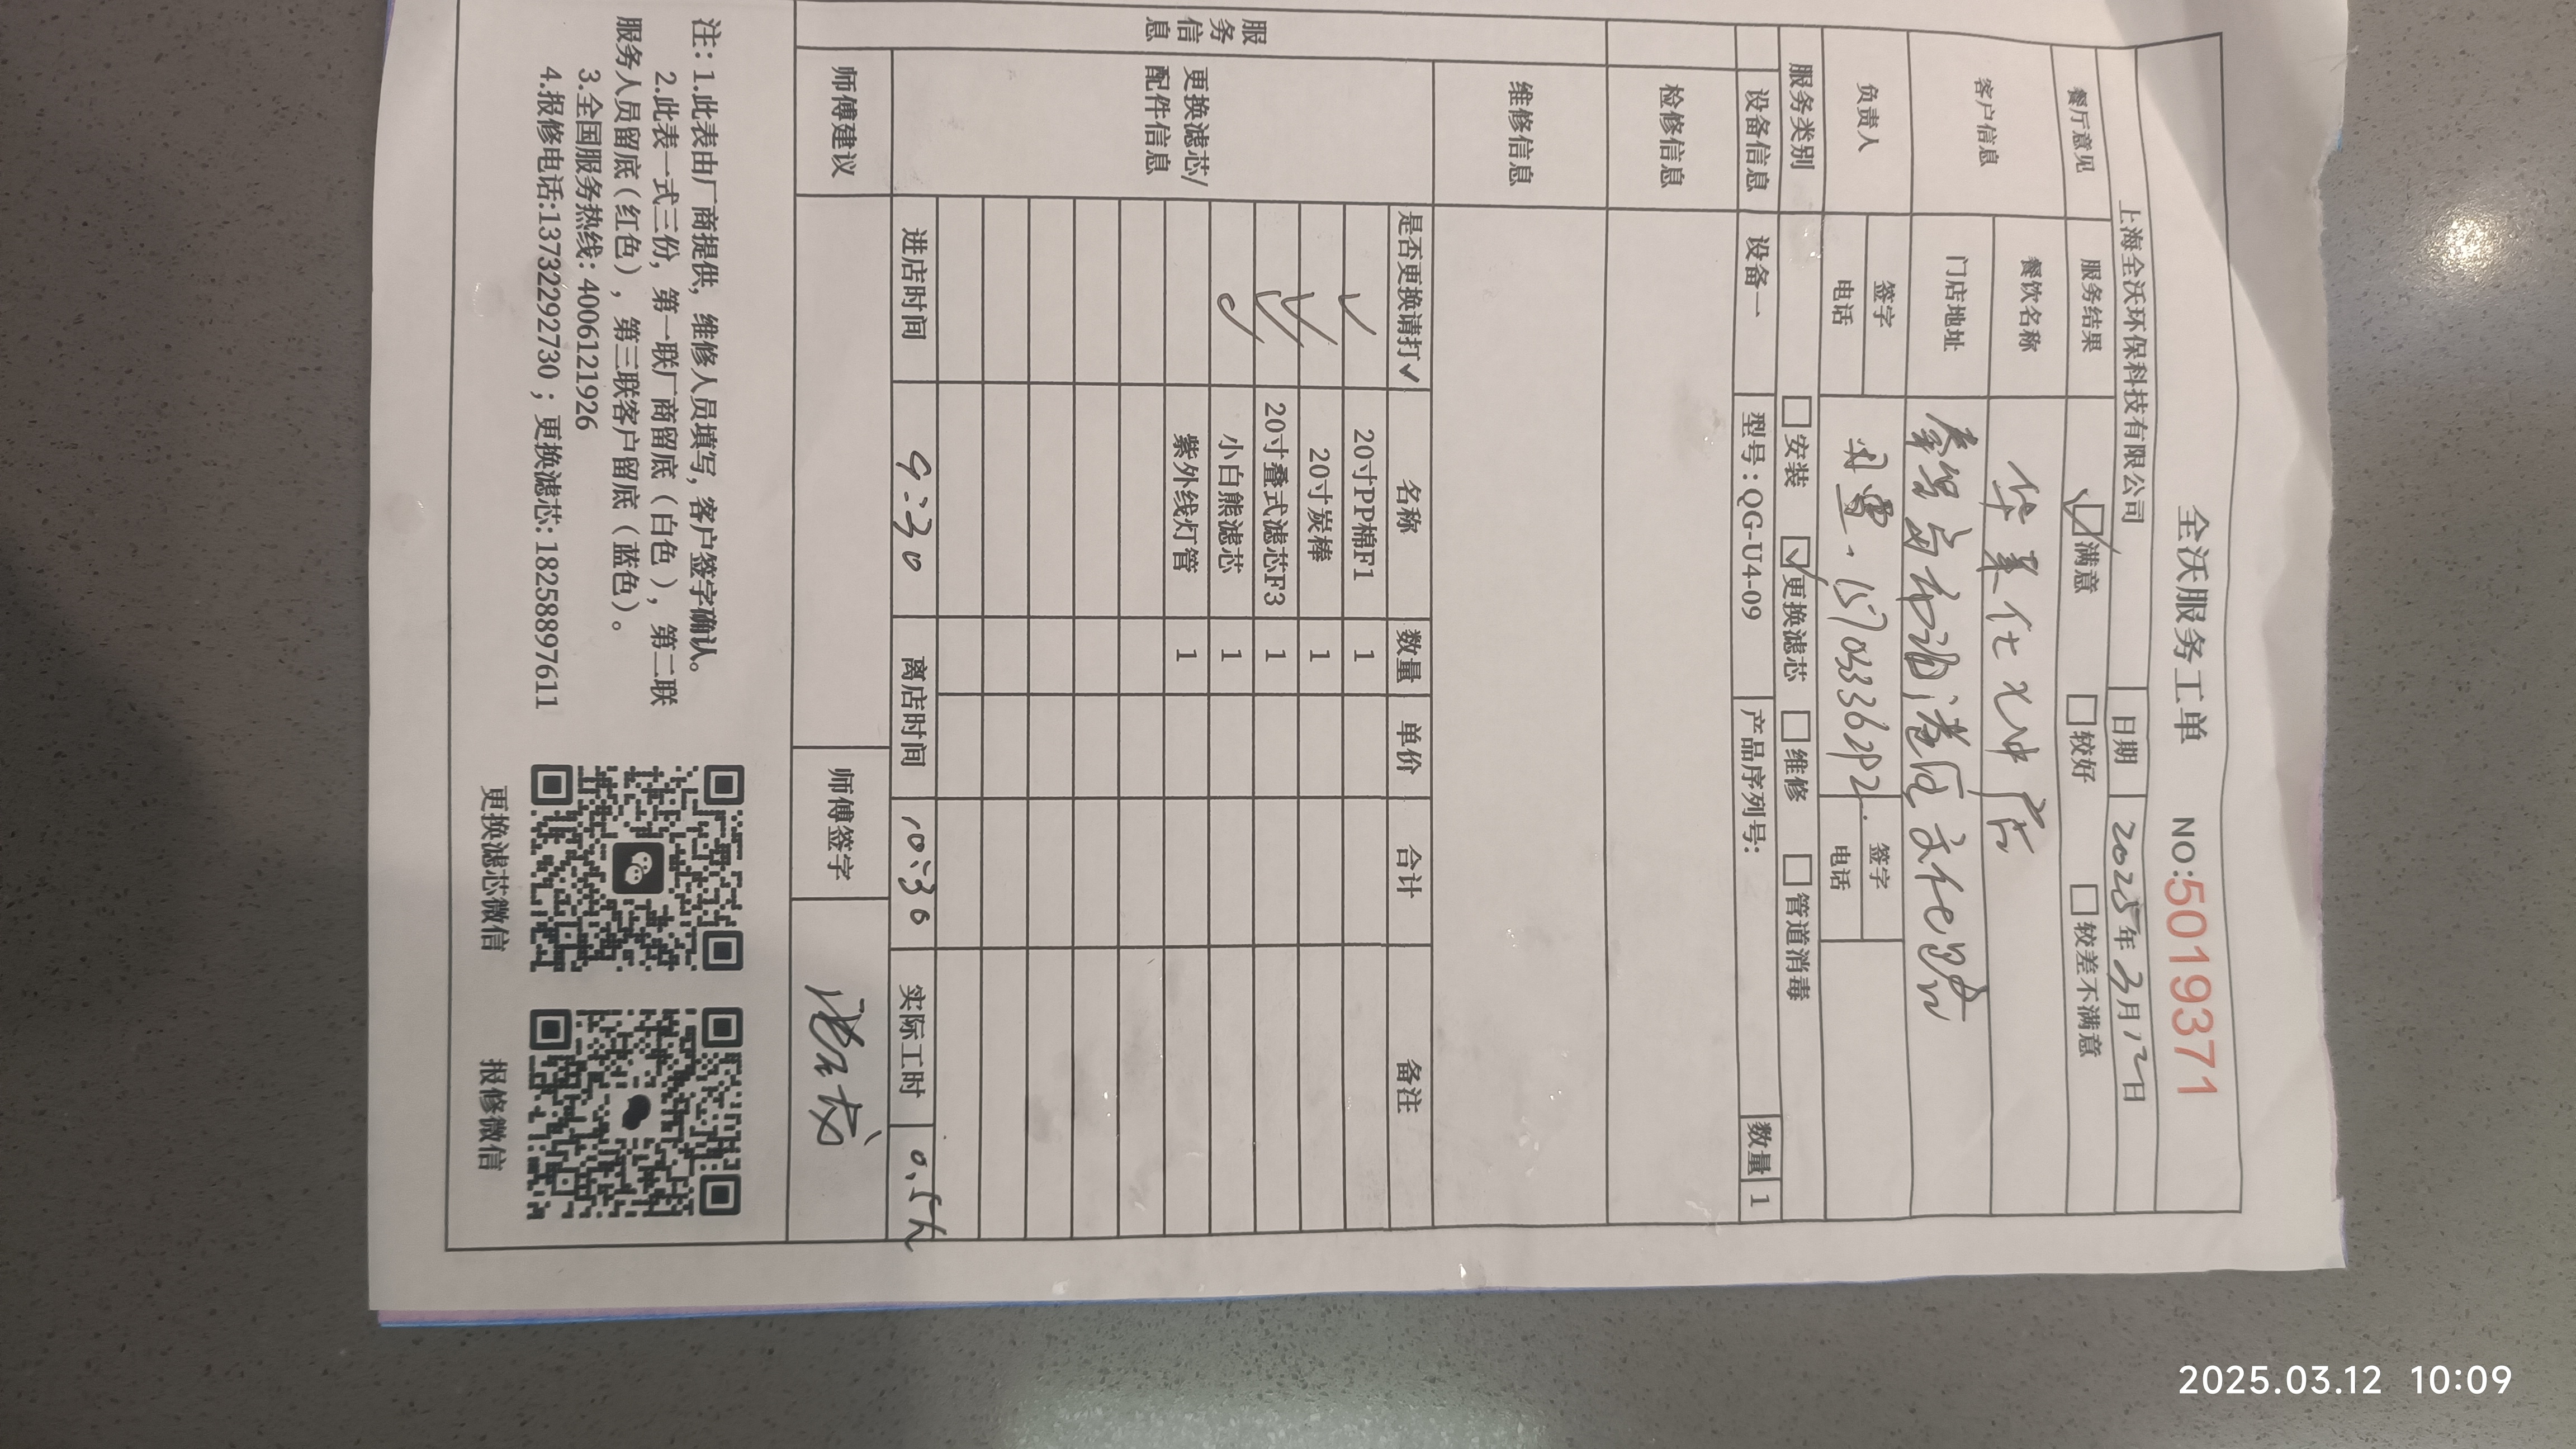 全沃服务工单 NO:5019371
上海全沃环保科技有限公司 日期 2025年3月12日
餐厅意见 服务结果 满意 较好 较差不满意
客户信息 餐饮名称
门店地址
负责人 签字 电话 签字 电话
服务类别 安装 更换滤芯 维修 管道消毒
设备信息 设备一 型号:QG-U4-09 产品序列号: 数量 1
检修信息
维修信息
服务信息
更换滤芯/配件信息
是否更换请打✓ 名称 数量 单价 合计 备注
✓ 20寸PP棉F1 1
✓ 20寸炭棒 1
✓ 20寸叠式滤芯F3 1
✓ 小白熊滤芯 1
紫外线灯管 1
进店时间 9:30 离店时间 10:30 实际工时 0.5h
师傅建议 师傅签字
注:1.此表由厂商提供,维修人员填写,客户签字确认。
2.此表一式三份,第一联厂商留底(白色),第二联
服务人员留底(红色),第三联客户留底(蓝色)。
3.全国服务热线:4006121926
4.报修电话:13732292730;更换滤芯:18258897611
更换滤芯微信 报修微信
2025.03.12 10:09